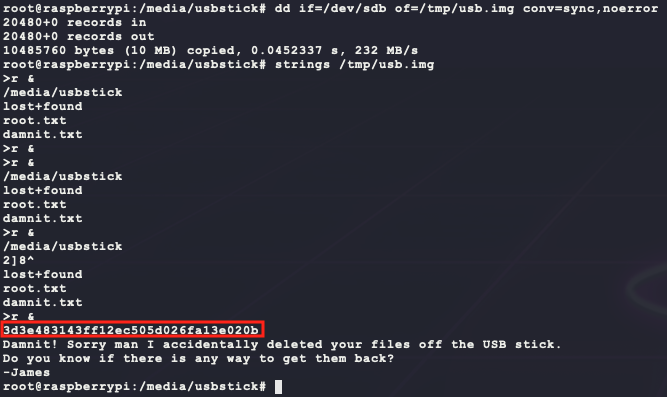 root@raspberrypi:/media/usbstick# dd if=/dev/sdb of=/tmp/usb.img conv=sync,noerror
20480+0 records in
20480+0 records out
10485760 bytes (10 MB) copied, 0.0452337 s, 232 MB/s
root@raspberrypi:/media/usbstick# strings /tmp/usb.img
>r &
/media/usbstick
lost+found
root.txt
damnit.txt
>r &
>r &
/media/usbstick
lost+found
root.txt
damnit.txt
>r &
/media/usbstick
2]8^
lost+found
root.txt
damnit.txt
>r &
3d3e483143ff12ec505d026fa13e020b
Damnit! Sorry man I accidentally deleted your files off the USB stick.
Do you know if there is any way to get them back?
-James
root@raspberrypi:/media/usbstick#